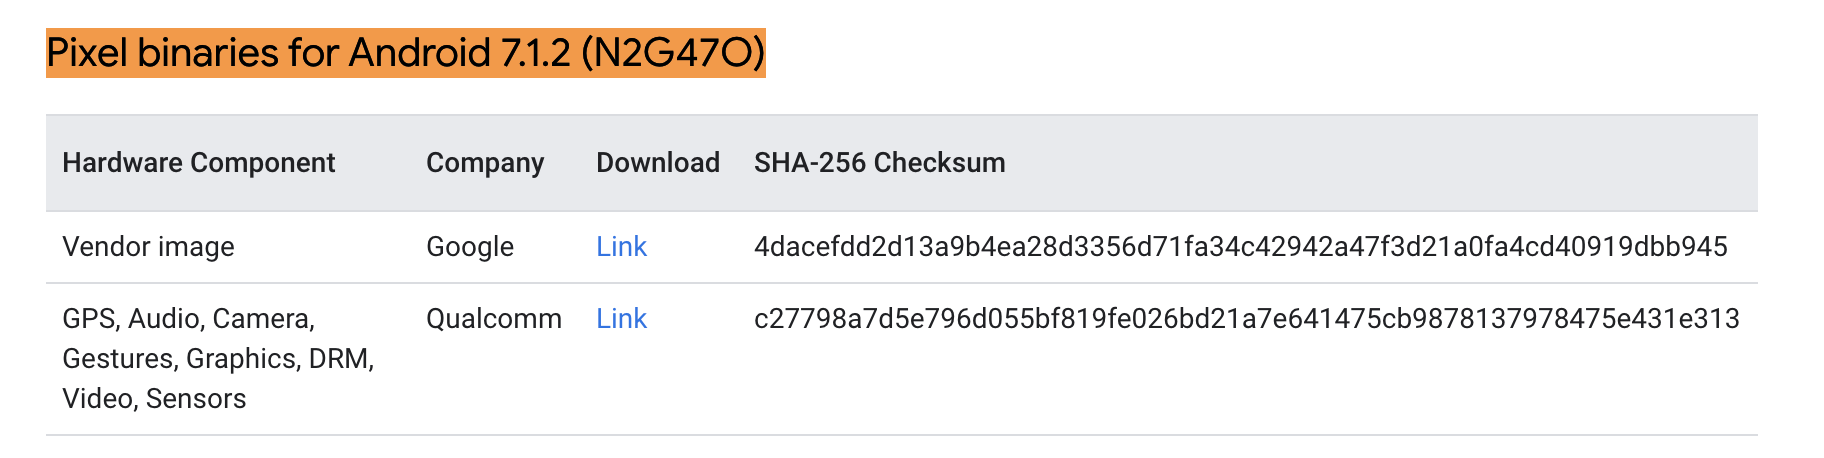 Pixel binaries for Android 7.1.2 (N2G47O)
Hardware Component Company Download SHA-256 Checksum
Vendor image Google Link 4dacefdd2d13a9b4ea28d3356d71fa34c42942a47f3d21a0fa4cd40919dbb945
GPS, Audio, Camera, Qualcomm Link c27798a7d5e796d055bf819fe026bd21a7e641475cb9878137978475e431e313
Gestures, Graphics, DRM,
Video, Sensors